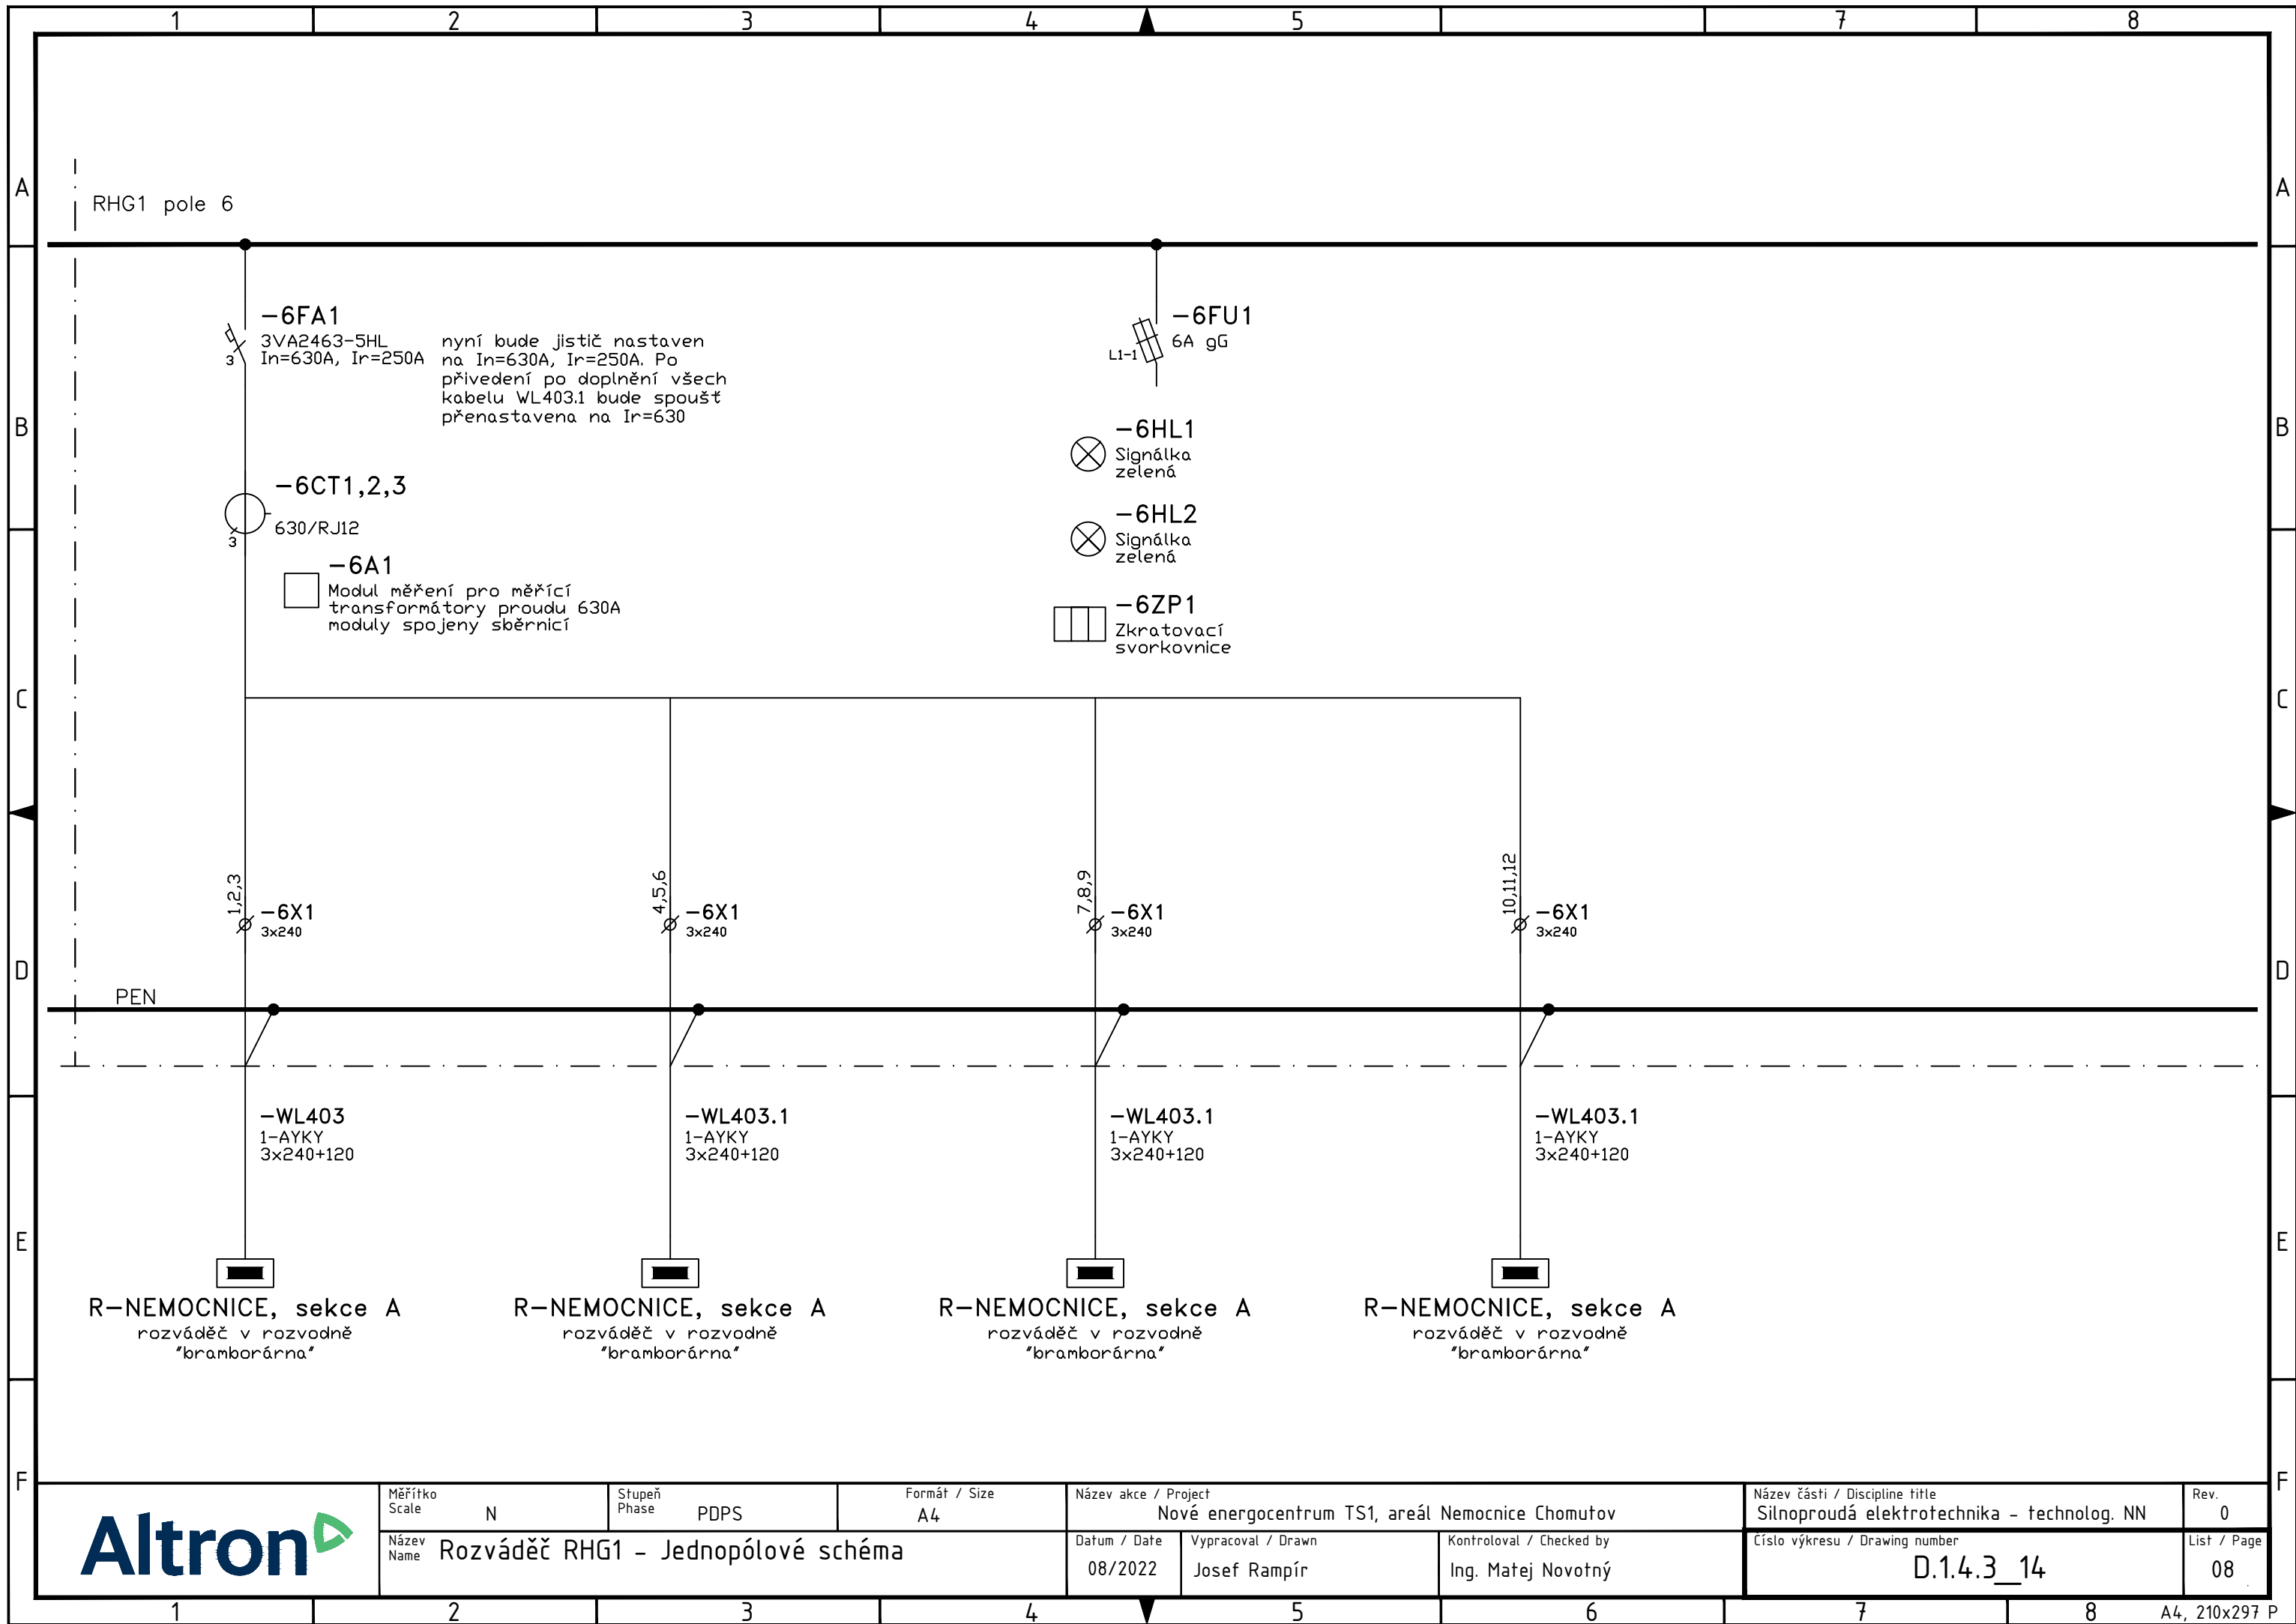 1 2 3 4 5 7 8
A A
RHG1 pole 6
-6FA1
3VA2463-5HL
In=630A, Ir=250A
3
nyní bude jistič nastaven
na In=630A, Ir=250A. Po
přivedení po doplnění všech
kabelu WL403.1 bude spoušť
přenastavena na Ir=630
-6FU1
6A gG
L1-1
B B
-6HL1
Signálka
zelená
-6CT1,2,3
630/RJ12
3
-6HL2
Signálka
zelená
-6A1
Modul měření pro měřící
transformátory proudu 630A
moduly spojeny sběrnicí
-6ZP1
Zkratovací
svorkovnice
C C
1,2,3
-6X1
3x240
4,5,6
-6X1
3x240
7,8,9
-6X1
3x240
10,11,12
-6X1
3x240
D D
PEN
-WL403
1-AYKY
3x240+120
-WL403.1
1-AYKY
3x240+120
-WL403.1
1-AYKY
3x240+120
-WL403.1
1-AYKY
3x240+120
E E
R-NEMOCNICE, sekce A
rozváděč v rozvodně
"bramborárna"
R-NEMOCNICE, sekce A
rozváděč v rozvodně
"bramborárna"
R-NEMOCNICE, sekce A
rozváděč v rozvodně
"bramborárna"
R-NEMOCNICE, sekce A
rozváděč v rozvodně
"bramborárna"
F F
Altron
Měřítko
Scale
N
Stupeň
Phase
PDPS
Formát / Size
A4
Název
Name
Rozváděč RHG1 - Jednopólové schéma
Název akce / Project
Nové energocentrum TS1, areál Nemocnice Chomutov
Datum / Date
08/2022
Vypracoval / Drawn
Josef Rampír
Kontroloval / Checked by
Ing. Matej Novotný
Název části / Discipline title
Silnoproudá elektrotechnika - technolog. NN
Rev.
0
Číslo výkresu / Drawing number
D.1.4.3__14
List / Page
08
1 2 3 4 5 6 7 8
A4, 210x297 P